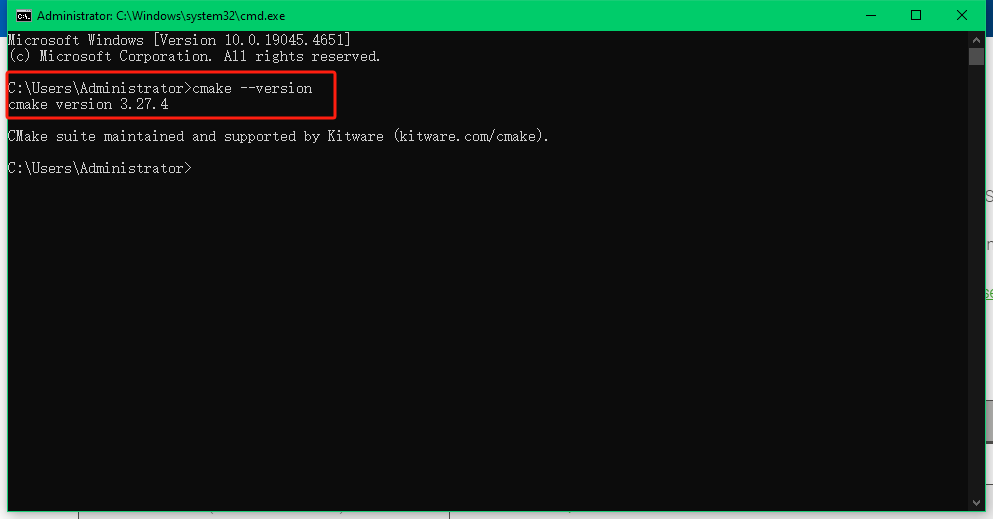 Administrator: C:\Windows\system32\cmd.exe
Microsoft Windows [Version 10.0.19045.4651]
(c) Microsoft Corporation. All rights reserved.
C:\Users\Administrator>cmake --version
cmake version 3.27.4
CMake suite maintained and supported by Kitware (kitware.com/cmake).
C:\Users\Administrator>